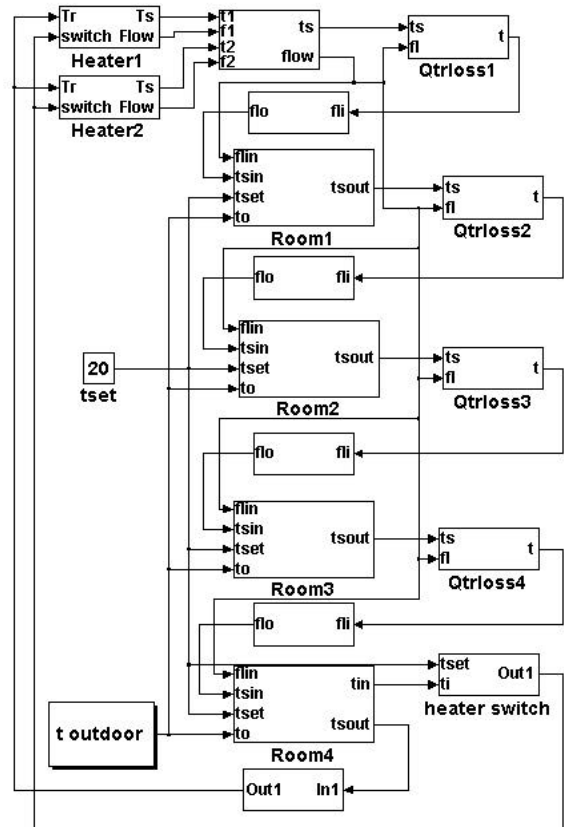 Tr Ts
switch Flow
Heater1
Tr Ts
switch Flow
Heater2
t1
f1
t2
f2
ts
flow
ts
fl
t
Qtrloss1
flo fli
flin
tsin
tset
to
tsout
Room1
ts
fl
t
Qtrloss2
flo fli
flin
tsin
tset
to
tsout
Room2
20
tset
ts
fl
t
Qtrloss3
flo fli
flin
tsin
tset
to
tsout
Room3
ts
fl
t
Qtrloss4
flo fli
flin
tsin
tset
to
tin
tsout
Room4
tset
ti
Out1
heater switch
t outdoor
Out1 In1